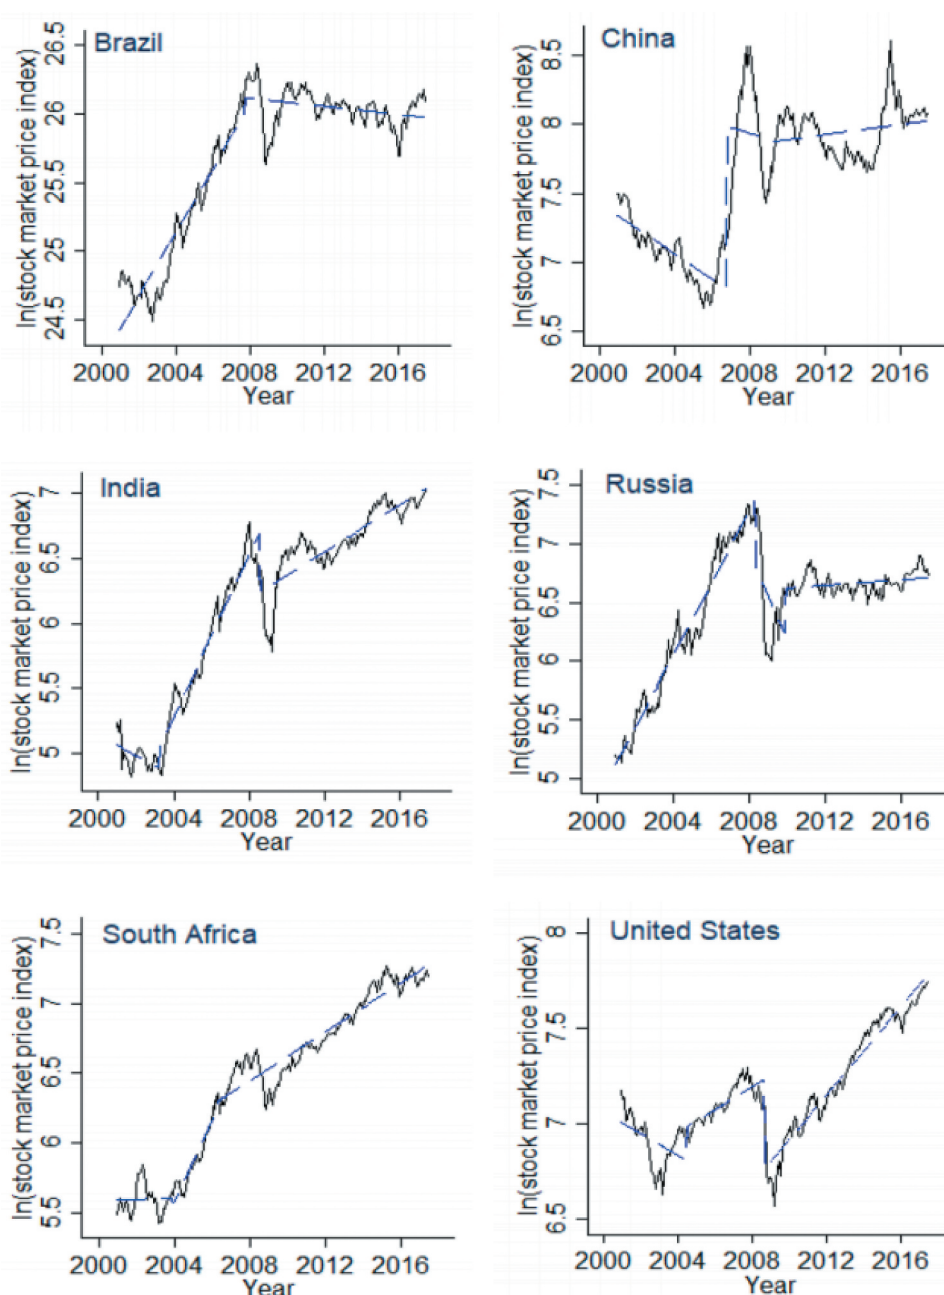 Brazil
ln(stock market price index)
26.5
26
25.5
25
24.5
2000 2004 2008 2012 2016
Year
China
ln(stock market price index)
8.5
8
7.5
7
6.5
2000 2004 2008 2012 2016
Year
India
ln(stock market price index)
7
6.5
6
5.5
5
2000 2004 2008 2012 2016
Year
Russia
ln(stock market price index)
7.5
7
6.5
6
5.5
5
2000 2004 2008 2012 2016
Year
South Africa
ln(stock market price index)
7.5
7
6.5
6
5.5
2000 2004 2008 2012 2016
Year
United States
ln(stock market price index)
8
7.5
7
6.5
2000 2004 2008 2012 2016
Year